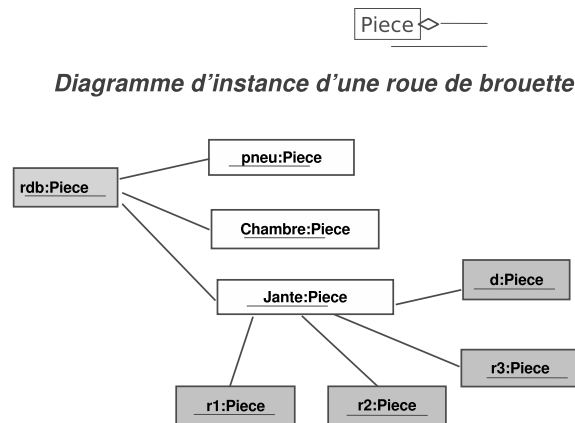 Piece
Diagramme d’instance d’une roue de brouette
pneu:Piece
rdb:Piece
Chambre:Piece
d:Piece
Jante:Piece
r3:Piece
r1:Piece
r2:Piece